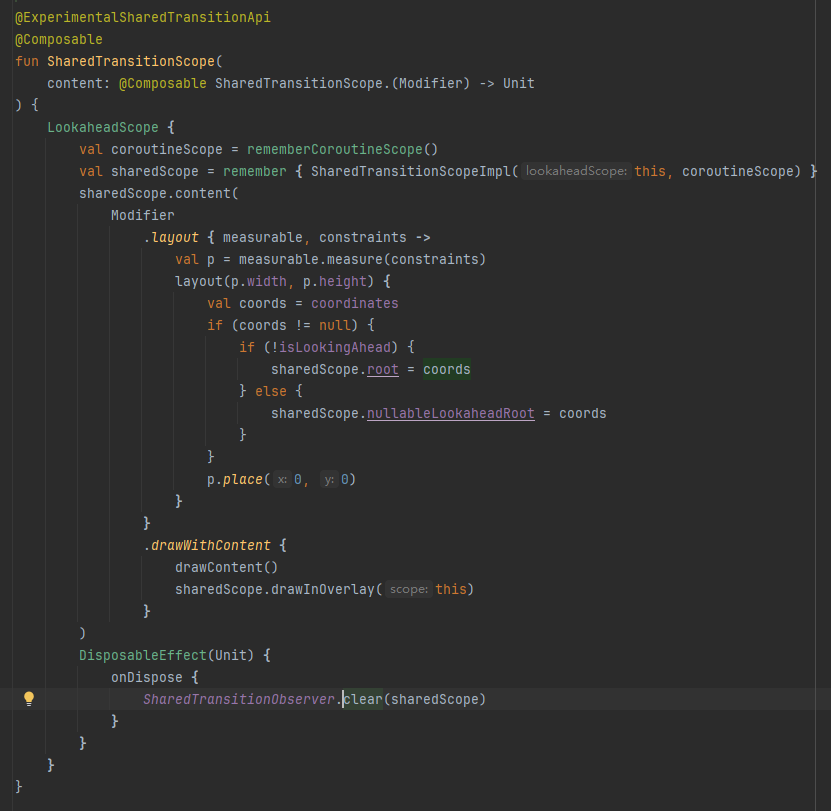 @ExperimentalSharedTransitionApi
@Composable
fun SharedTransitionScope(
    content: @Composable SharedTransitionScope.(Modifier) -> Unit
) {
    LookaheadScope {
        val coroutineScope = rememberCoroutineScope()
        val sharedScope = remember { SharedTransitionScopeImpl( lookaheadScope: this, coroutineScope) }
        sharedScope.content(
            Modifier
                .layout { measurable, constraints ->
                    val p = measurable.measure(constraints)
                    layout(p.width, p.height) {
                        val coords = coordinates
                        if (coords != null) {
                            if (!isLookingAhead) {
                                sharedScope.root = coords
                            } else {
                                sharedScope.nullableLookaheadRoot = coords
                            }
                        }
                        p.place( x: 0, y: 0)
                    }
                }
                .drawWithContent {
                    drawContent()
                    sharedScope.drawInOverlay( scope: this)
                }
        )
        DisposableEffect(Unit) {
            onDispose {
                SharedTransitionObserver.clear(sharedScope)
            }
        }
    }
}